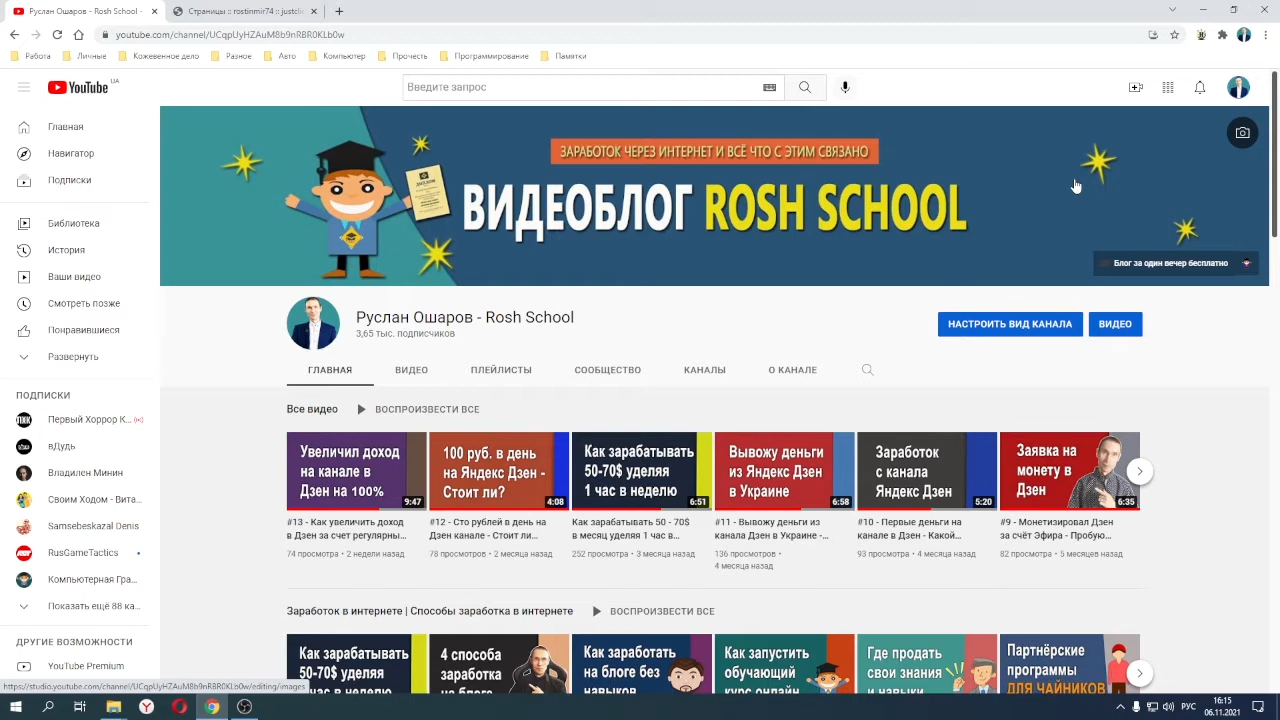 Руслан Ошаров - Rosh School -
Список : rostinmir74 :: justclic
youtube.com/channel/UCqpUyHZAuM8b9nRBR0KLb0w
Работа
Личные
Кожевенное дело
Разное
Авто
Компьютер
Прочесть
Программирование
Памятки
YouTube UA
Введите запрос
Главная
Навигатор
Подписки
Библиотека
История
Ваши видео
Смотреть позже
Понравившиеся
Развернуть
ПОДПИСКИ
Первый Хоррор К...
вДудь
Владилен Минин
Своим Ходом - Вита...
Samsebeskazal Denis
RusGameTactics
Компьютерная Гра...
Показать ещё 88 ка...
ДРУГИЕ ВОЗМОЖНОСТИ
YouTube Premium
ЗАРАБОТОК ЧЕРЕЗ ИНТЕРНЕТ И ВСЁ ЧТО С ЭТИМ СВЯЗАНО
ВИДЕОБЛОГ ROSH SCHOOL
ДИПЛОМ
Блог за один вечер бесплатно
Руслан Ошаров - Rosh School
3,65 тыс. подписчиков
НАСТРОИТЬ ВИД КАНАЛА
ВИДЕО
ГЛАВНАЯ
ВИДЕО
ПЛЕЙЛИСТЫ
СООБЩЕСТВО
КАНАЛЫ
О КАНАЛЕ
Все видео
ВОСПРОИЗВЕСТИ ВСЕ
Увеличил доход
на канале в
Дзен на 100%
9:47
#13 - Как увеличить доход
в Дзен за счет регулярны...
74 просмотра • 2 недели назад
100 руб. в день
на Яндекс Дзен -
Стоит ли?
4:08
#12 - Сто рублей в день на
Дзен канале - Стоит ли...
78 просмотров • 2 месяца назад
Как зарабатывать
50-70$ уделяя
1 час в неделю
6:51
Как зарабатывать 50 - 70$
в месяц уделяя 1 час в...
252 просмотра • 3 месяца назад
Вывожу деньги
из Яндекс Дзен
в Украине
6:58
#11 - Вывожу деньги из
канала Дзен в Украине -...
136 просмотров •
4 месяца назад
Заработок
с канала
Яндекс Дзен
5:20
#10 - Первые деньги на
канале в Дзен - Какой...
93 просмотра • 4 месяца назад
Заявка на
монету в
Дзен
6:35
#9 - Монетизировал Дзен
за счёт Эфира - Пробую...
82 просмотра • 5 месяцев назад
Заработок в интернете | Способы заработка в интернете
ВОСПРОИЗВЕСТИ ВСЕ
Как зарабатывать
50-70$ уделяя
1 час в неделю
4 способа
заработка
на блоге
Как заработать
на блоге без
навыков
Как запустить
обучающий
курс онлайн
Где продать
свои знания
и навыки
Партнёрские
программы
ДЛЯ ЧАЙНИКОВ
https://studio.youtube.com/channel/UCqpUyHZAuM8b9nRBR0KLb0w/editing/images
РУС
16:15
06.11.2021